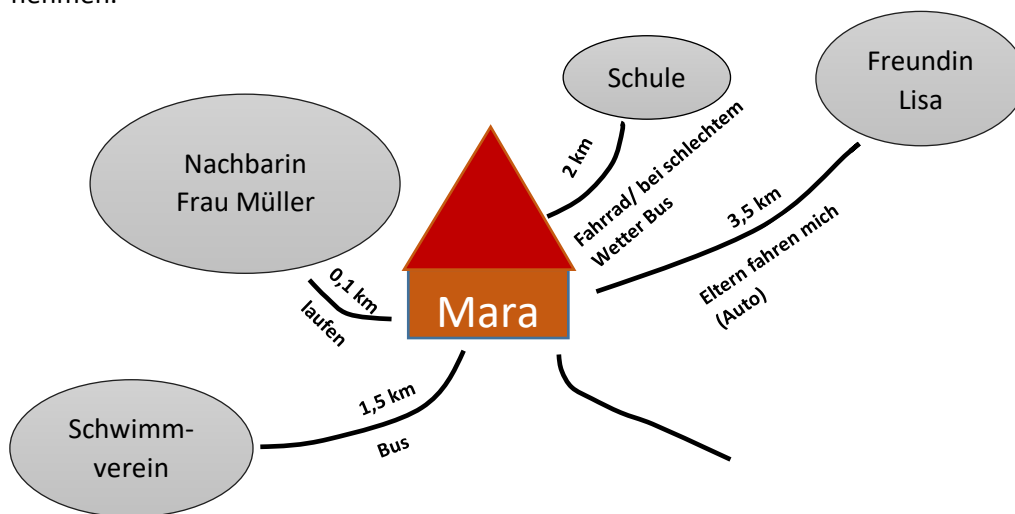 nehmen.
Schule
Freundin
Lisa
Nachbarin
Frau Müller
2 km
Fahrrad/ bei schlechtem
Wetter Bus
3,5 km
Eltern fahren mich
(Auto)
0,1 km
laufen
Mara
1,5 km
Bus
Schwimm-
verein